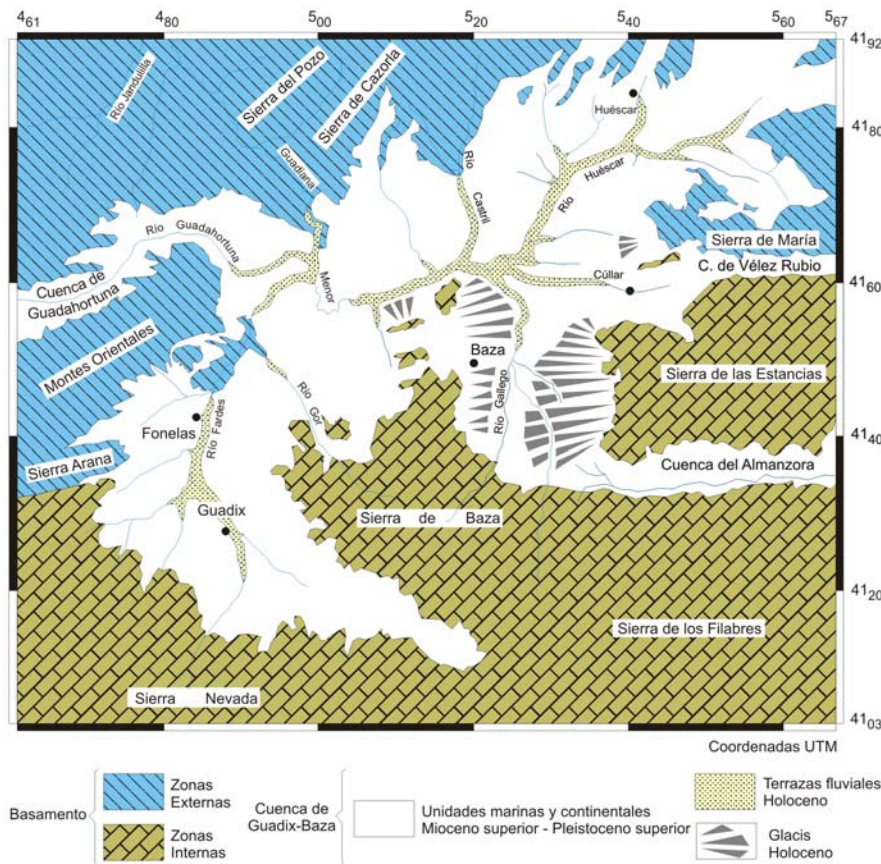 461 480 500 520 540 560 567
4192
4180
4160
4140
4120
4103
Río Jandulilla
Sierra del Pozo
Sierra de Cazorla
Guadiana
Río Castril
Huéscar
Río Huéscar
Río Guadahortuna
Menor
Sierra de María
C. de Vélez Rubio
Cuenca de
Guadahortuna
Cúllar
Montes Orientales
Baza
Sierra de las Estancias
Río Gor
Río Gallego
Fonelas
Río Fardes
Sierra Arana
Cuenca del Almanzora
Guadix
Sierra de Baza
Sierra de los Filabres
Sierra Nevada
Coordenadas UTM
Basamento
Zonas
Externas
Zonas
Internas
Cuenca de
Guadix-Baza
Unidades marinas y continentales
Mioceno superior - Pleistoceno superior
Terrazas fluviales
Holoceno
Glacis
Holoceno